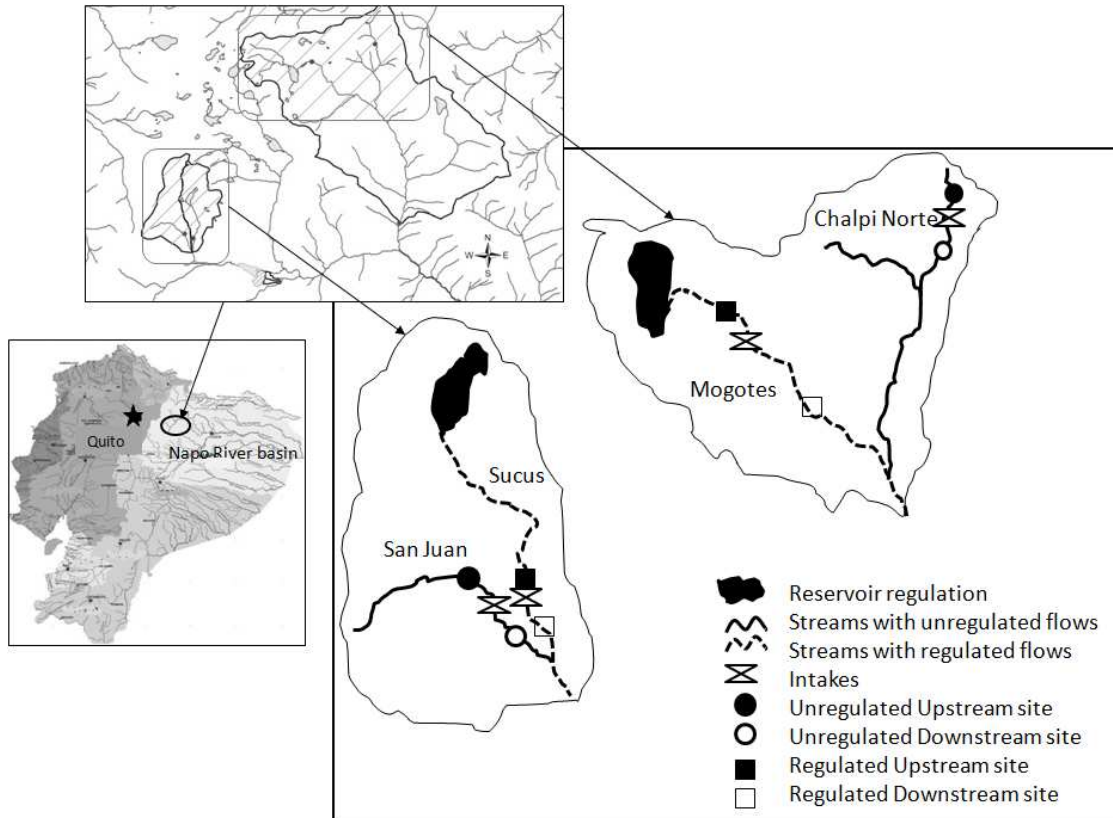 N
W E
S
Chalpi Norte
Mogotes
Quito
Napo River basin
Sucus
San Juan
Reservoir regulation
Streams with unregulated flows
Streams with regulated flows
Intakes
Unregulated Upstream site
Unregulated Downstream site
Regulated Upstream site
Regulated Downstream site